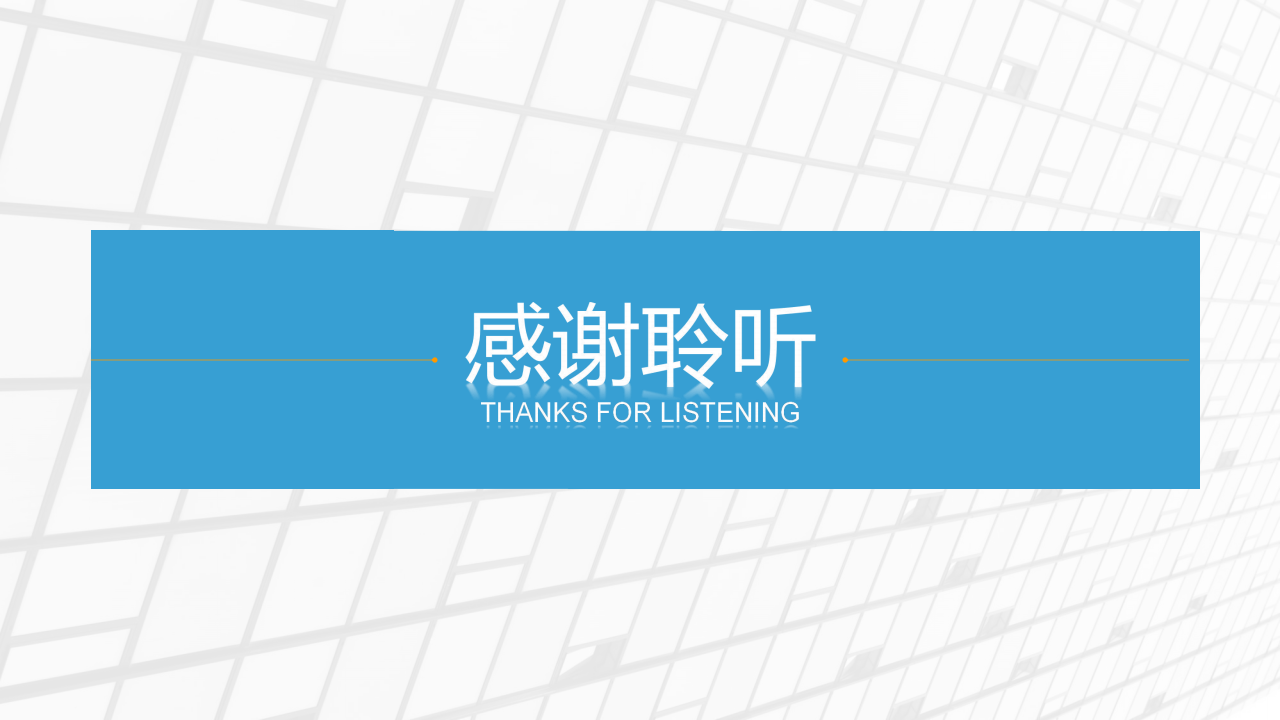 感谢聆听
THANKS FOR LISTENING